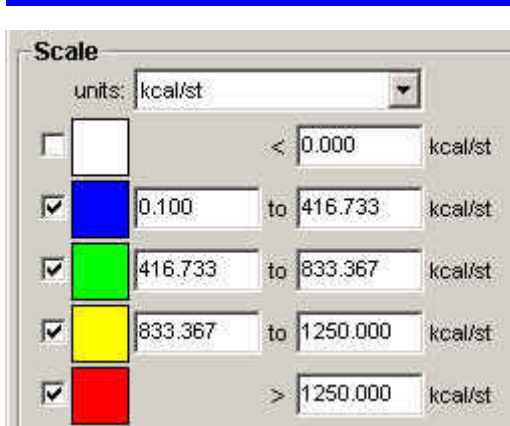 Scale
units: kcal/st
< 0.000 kcal/st
0.100 to 416.733 kcal/st
416.733 to 833.367 kcal/st
833.367 to 1250.000 kcal/st
> 1250.000 kcal/st